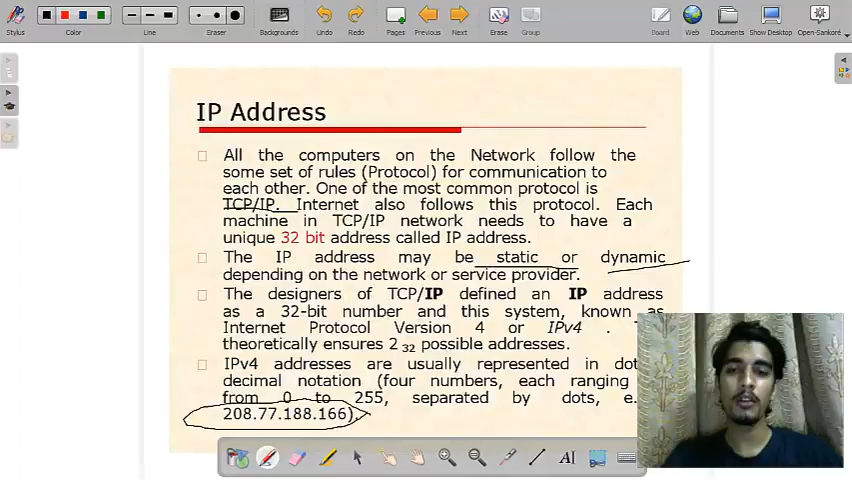 Stylus
Color
Line
Eraser
Backgrounds
Undo
Redo
Pages
Previous
Next
Erase
Group
Board
Web
Documents
Show Desktop
Open-Sankoré
IP Address
All the computers on the Network follow the
some set of rules (Protocol) for communication to
each other. One of the most common protocol is
TCP/IP. Internet also follows this protocol. Each
machine in TCP/IP network needs to have a
unique 32 bit address called IP address.
The IP address may be static or dynamic
depending on the network or service provider.
The designers of TCP/IP defined an IP address
as a 32-bit number and this system, known as
Internet Protocol Version 4 or IPv4 .
theoretically ensures 2 32 possible addresses.
IPv4 addresses are usually represented in dot
decimal notation (four numbers, each ranging
from 0 to 255, separated by dots, e.
208.77.188.166).
AI